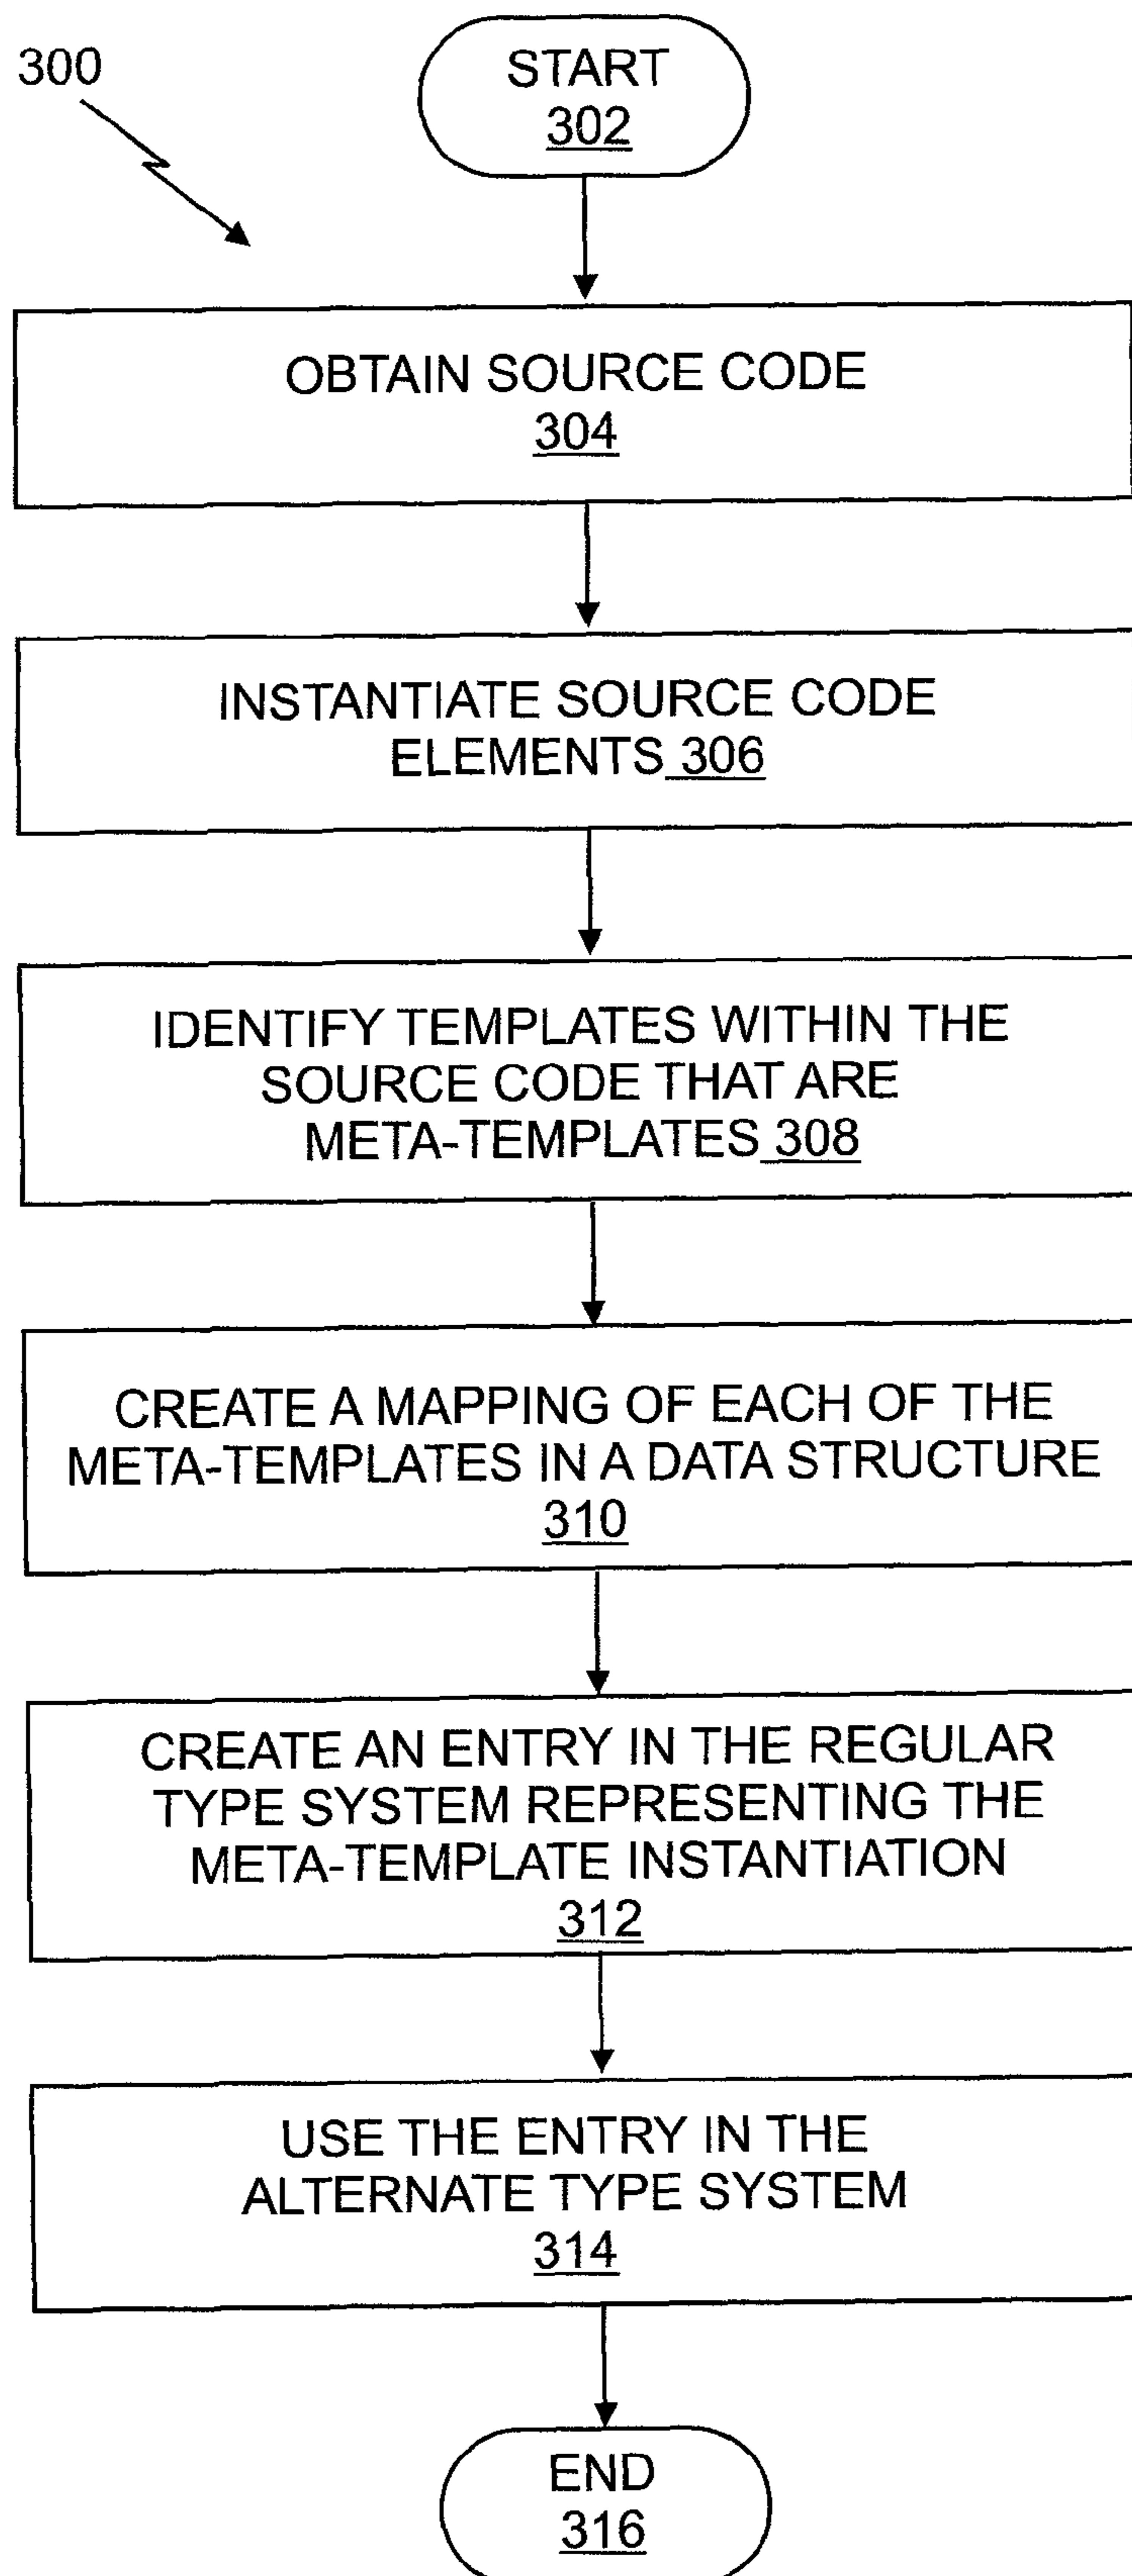 300
START
302
OBTAIN SOURCE CODE
304
INSTANTIATE SOURCE CODE
ELEMENTS 306
IDENTIFY TEMPLATES WITHIN THE
SOURCE CODE THAT ARE
META-TEMPLATES 308
CREATE A MAPPING OF EACH OF THE
META-TEMPLATES IN A DATA STRUCTURE
310
CREATE AN ENTRY IN THE REGULAR
TYPE SYSTEM REPRESENTING THE
META-TEMPLATE INSTANTIATION
312
USE THE ENTRY IN THE
ALTERNATE TYPE SYSTEM
314
END
316